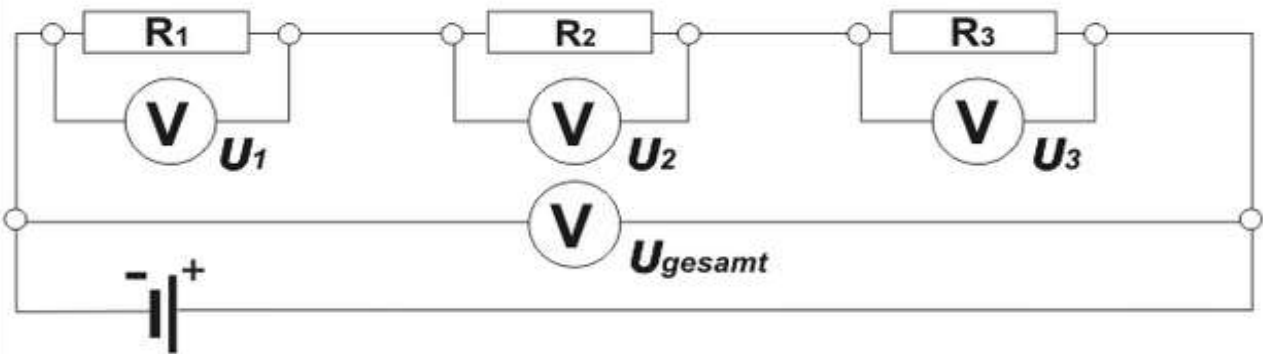 R1 R2 R3
V V V
U1 U2 U3
V
Ugesamt
- +